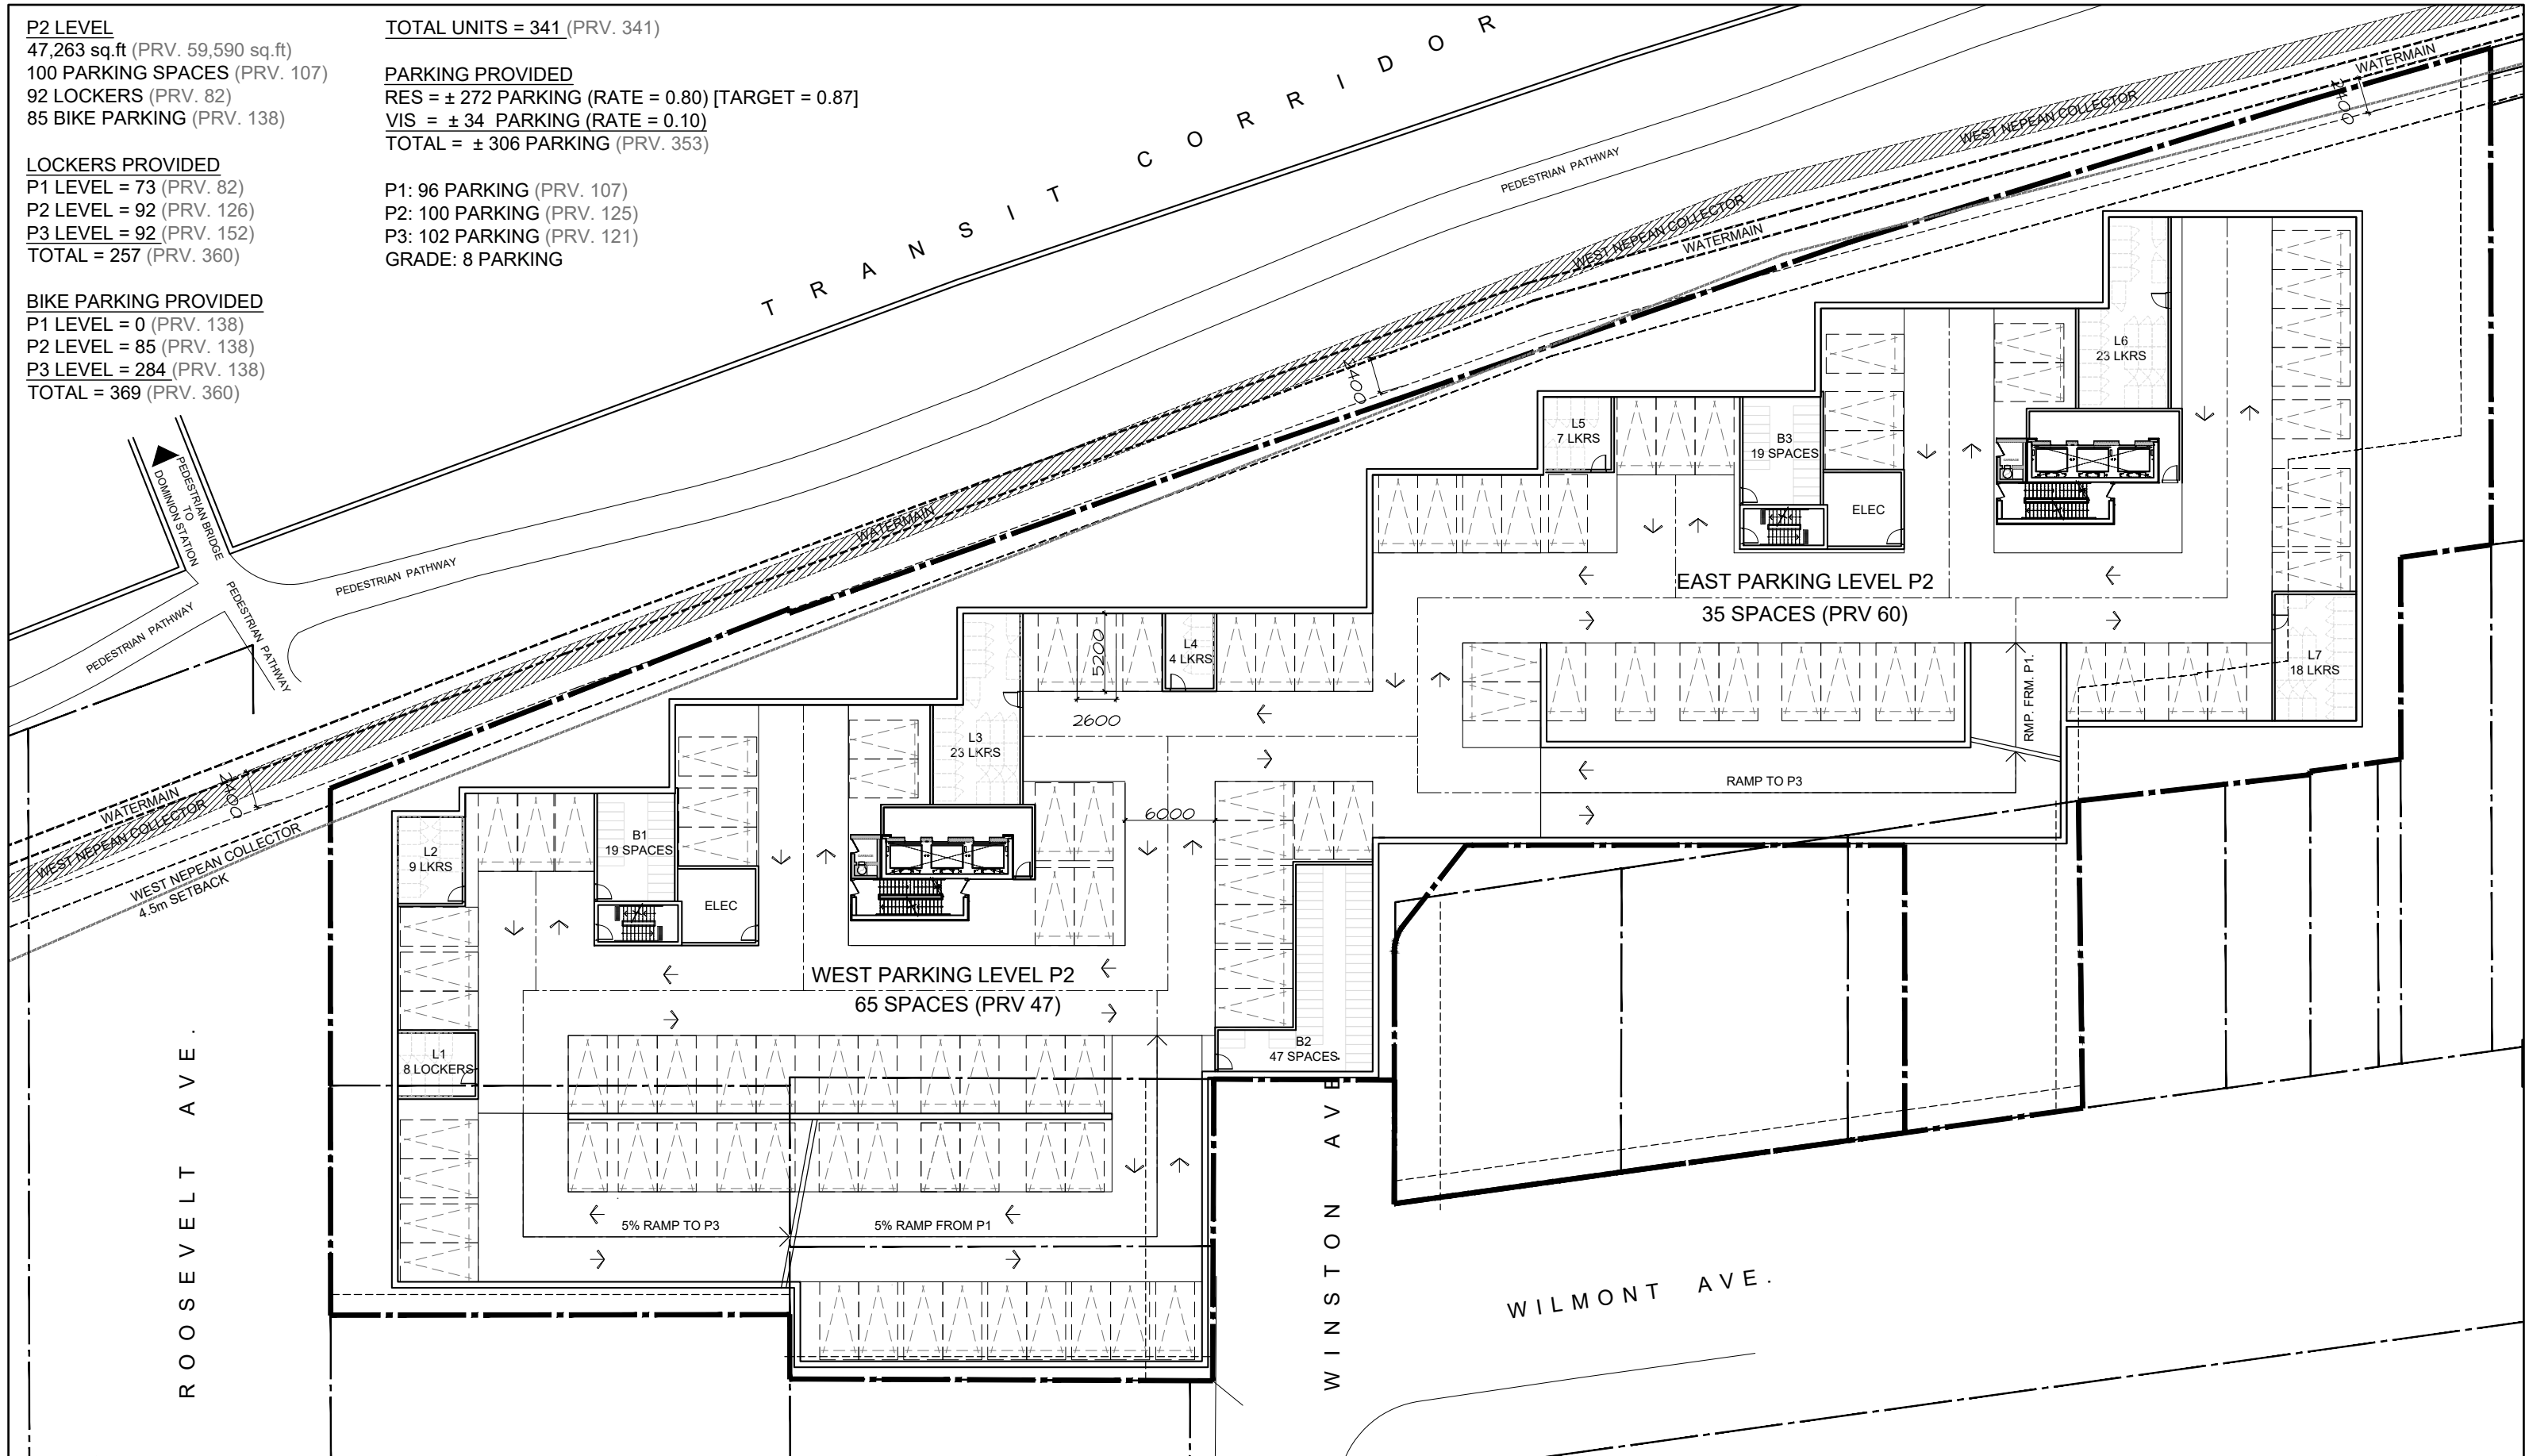 P2 LEVEL
47,263 sq.ft (PRV. 59,590 sq.ft)
100 PARKING SPACES (PRV. 107)
92 LOCKERS (PRV. 82)
85 BIKE PARKING (PRV. 138)
LOCKERS PROVIDED
P1 LEVEL = 73 (PRV. 82)
P2 LEVEL = 92 (PRV. 126)
P3 LEVEL = 92 (PRV. 152)
TOTAL = 257 (PRV. 360)
BIKE PARKING PROVIDED
P1 LEVEL = 0 (PRV. 138)
P2 LEVEL = 85 (PRV. 138)
P3 LEVEL = 284 (PRV. 138)
TOTAL = 369 (PRV. 360)
TOTAL UNITS = 341 (PRV. 341)
PARKING PROVIDED
RES = ± 272 PARKING (RATE = 0.80) [TARGET = 0.87]
VIS = ± 34 PARKING (RATE = 0.10)
TOTAL = ± 306 PARKING (PRV. 353)
P1: 96 PARKING (PRV. 107)
P2: 100 PARKING (PRV. 125)
P3: 102 PARKING (PRV. 121)
GRADE: 8 PARKING
TRANSIT CORRIDOR
WATERMAIN
2400
WEST NEPEAN COLLECTOR
PEDESTRIAN PATHWAY
WEST NEPEAN COLLECTOR
WATERMAIN
2400
WATERMAIN
PEDESTRIAN BRIDGE
TO
DOMINION STATION
PEDESTRIAN PATHWAY
PEDESTRIAN PATHWAY
PEDESTRIAN PATHWAY
2400
WATERMAIN
WEST NEPEAN COLLECTOR
WEST NEPEAN COLLECTOR
4.5m SETBACK
L6
23 LKRS
L5
7 LKRS
B3
19 SPACES
ELEC
EAST PARKING LEVEL P2
35 SPACES (PRV 60)
L4
4 LKRS
5200
2600
L7
18 LKRS
RMP. FRM. P1.
RAMP TO P3
L3
23 LKRS
6000
L2
9 LKRS
B1
19 SPACES
ELEC
WEST PARKING LEVEL P2
65 SPACES (PRV 47)
L1
8 LOCKERS
B2
47 SPACES
5% RAMP TO P3
5% RAMP FROM P1
ROOSEVELT AVE.
WINSTON AVE
WILMONT AVE.